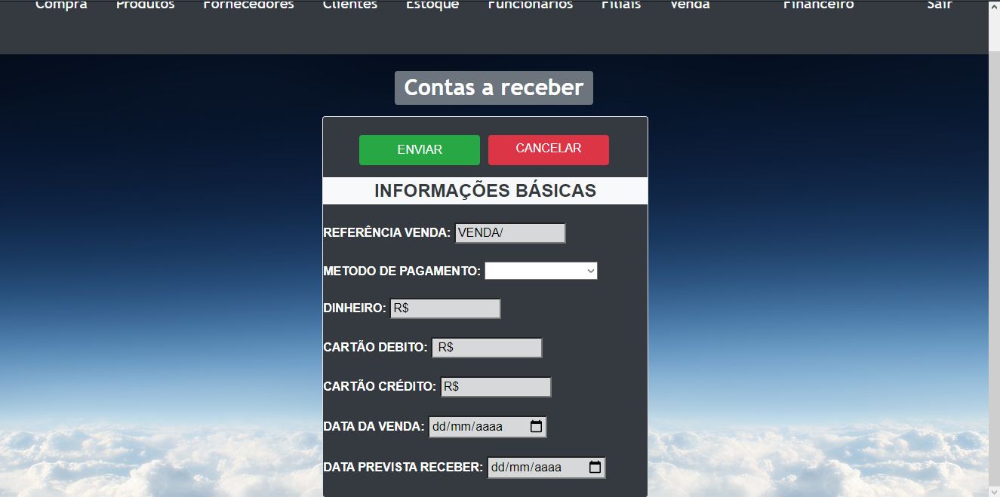 Compra Produtos Fornecedores Clientes Estoque Funcionários Filiais Venda Financeiro Sair
Contas a receber
ENVIAR CANCELAR
INFORMAÇÕES BÁSICAS
REFERÊNCIA VENDA: VENDA/
METODO DE PAGAMENTO:
DINHEIRO: R$
CARTÃO DEBITO: R$
CARTÃO CRÉDITO: R$
DATA DA VENDA: dd/mm/aaaa
DATA PREVISTA RECEBER: dd/mm/aaaa